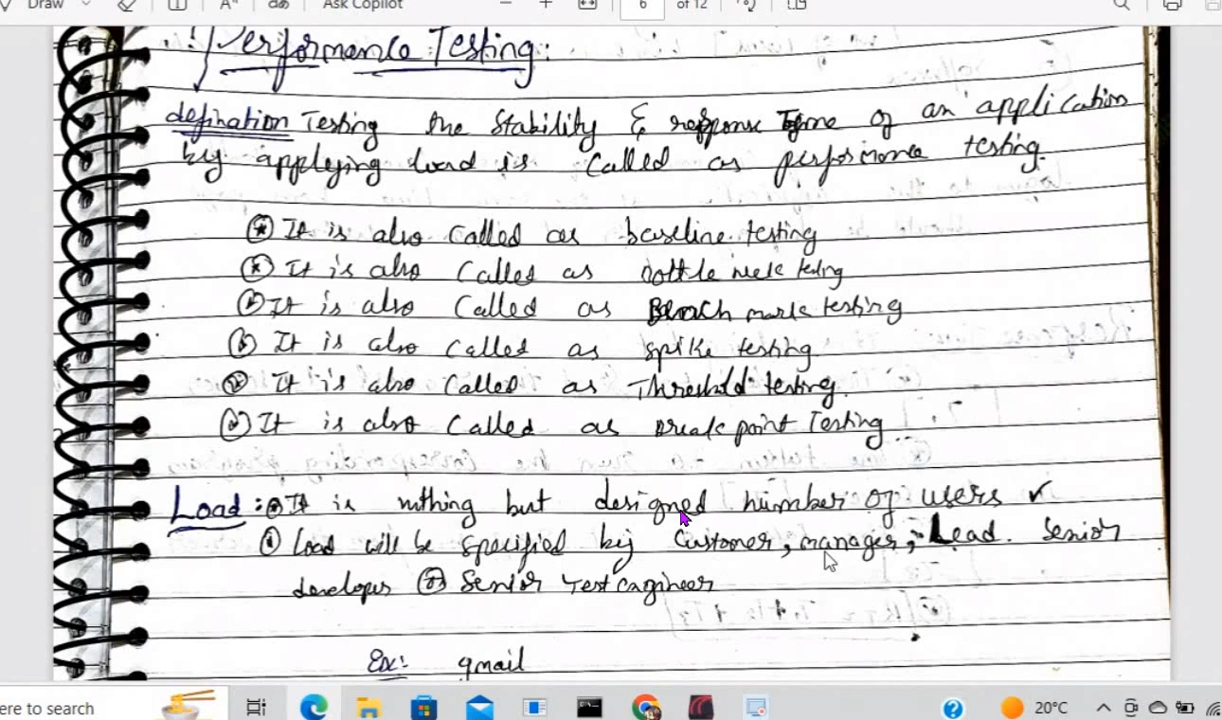 Draw
Ask Copilot
6 of 12
Performence Testing:
defination Testing the Stability & response Time of an application
by applying load is called as performance testing.
It is also called as baseline testing
It is also called as bottle neck testing
It is also called as Bench mark testing
It is also called as spike testing
It is also called as Threshold testing.
It is also called as break point Testing
Load: It is nothing but designed number of users ✓
Load will be specified by Customer, manager, Lead. Senior
developer Senior Test engineer
Ex: gmail
ere to search
20°C